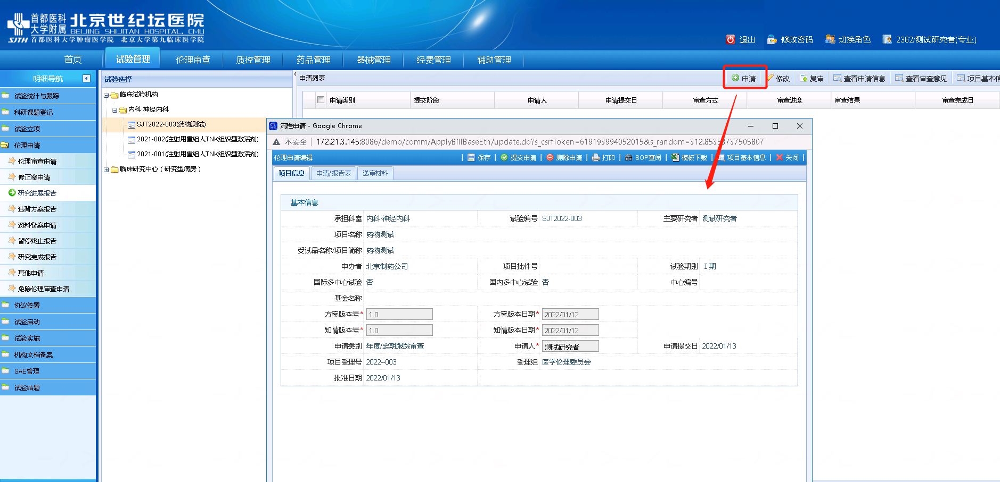 首都医科
大学附属
北京世纪坛医院
BEIJING SHIJITAN HOSPITAL, CMU
SJTH 首都医科大学肿瘤医学院 北京大学第九临床医学院
退出 修改密码 切换角色 2362/测试研究者(专业)
首页 试验管理 伦理审查 质控管理 药品管理 器械管理 经费管理 辅助管理
明细导航
试验统计与跟踪
科研课题登记
试验立项
伦理申请
伦理审查申请
修正案申请
研究进展报告
违背方案报告
资料备案申请
暂停终止报告
研究完成报告
其他申请
免除伦理审查申请
协议签署
试验启动
试验实施
机构文档备案
SAE管理
试验结题
试验选择
临床试验机构
内科·神经内科
SJT2022-003(药物测试)
2021-002(注射用重组人TNK组织型激活剂)
2021-001(注射用重组人TNK组织型激活剂)
临床研究中心（研究型病房）
申请列表 申请 修改 复审 查看申请信息 查看审查意见 项目基本信
申请类别 提交阶段 申请人 申请提交日 审查方式 审查进度 审查结果 审查完成日
流程申请 - Google Chrome
不安全 | 172.21.3.145:8086/demo/comm/ApplyBillBaseEth/update.do?s_csrfToken=619193994052015&s_random=312.85353737505807
伦理申请编辑 | 保存 | 提交申请 | 删除申请 | 打印 | SOP查阅 | 模板下载 | 项目基本信息 | 关闭 |
项目信息 申请/报告表 送审材料
基本信息
承担科室 内科·神经内科 试验编号 SJT2022-003 主要研究者 测试研究者
项目名称 药物测试
受试品名称/项目简称 药物测试
申办者 北京制药公司 项目批件号 试验期别 Ⅰ期
国际多中心试验 否 国内多中心试验 否 中心编号
基金名称
方案版本号* 1.0 方案版本日期* 2022/01/12
知情版本号* 1.0 知情版本日期* 2022/01/12
申请类别 年度/定期跟踪审查 申请人* 测试研究者 申请提交日 2022/01/13
项目受理号 2022--003 受理组 医学伦理委员会
批准日期 2022/01/13